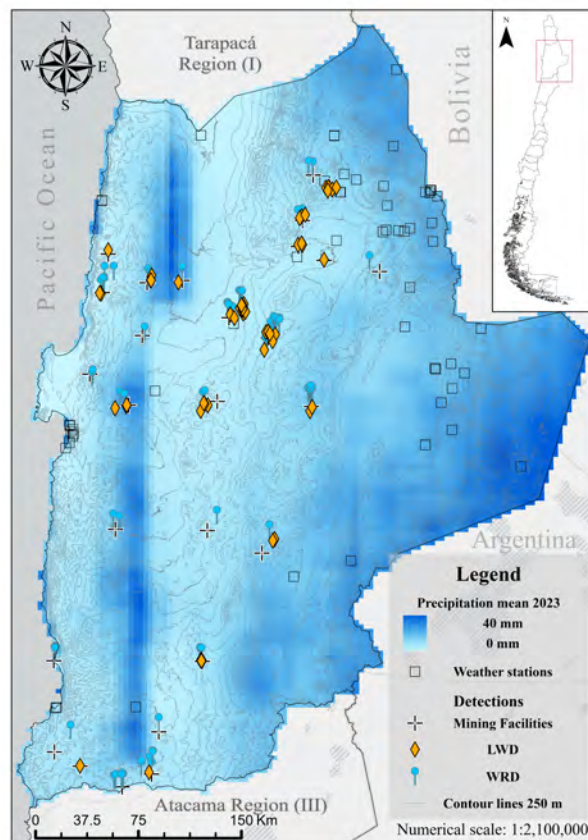 N
W E
S
Tarapacá
Region (I)
Bolivia
Pacific Ocean
N
Argentina
Legend
Precipitation mean 2023
40 mm
0 mm
Weather stations
Detections
Mining Facilities
LWD
WRD
Contour lines 250 m
Numerical scale: 1:2,100,000
Atacama Region (III)
0 37.5 75 150 Km